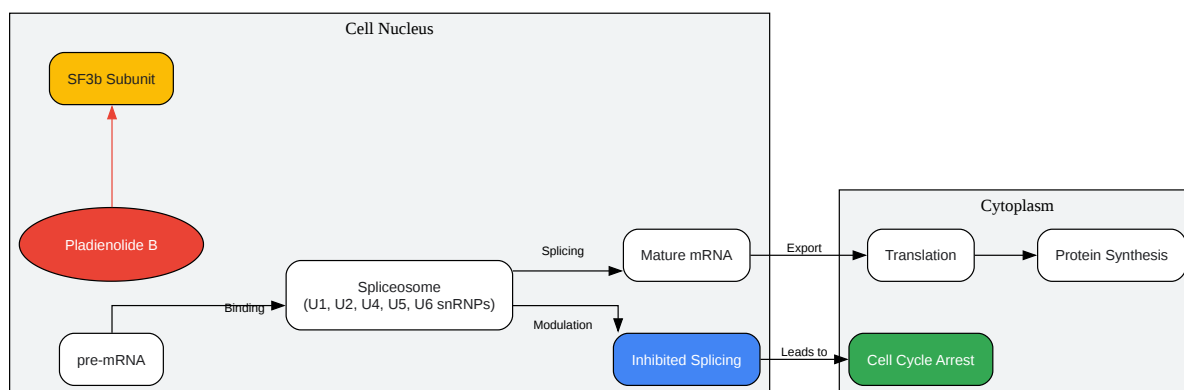 Cell Nucleus
SF3b Subunit
Pladienolide B
pre-mRNA
Binding
Spliceosome
(U1, U2, U4, U5, U6 snRNPs)
Splicing
Modulation
Mature mRNA
Inhibited Splicing
Export
Leads to
Cytoplasm
Translation
Protein Synthesis
Cell Cycle Arrest